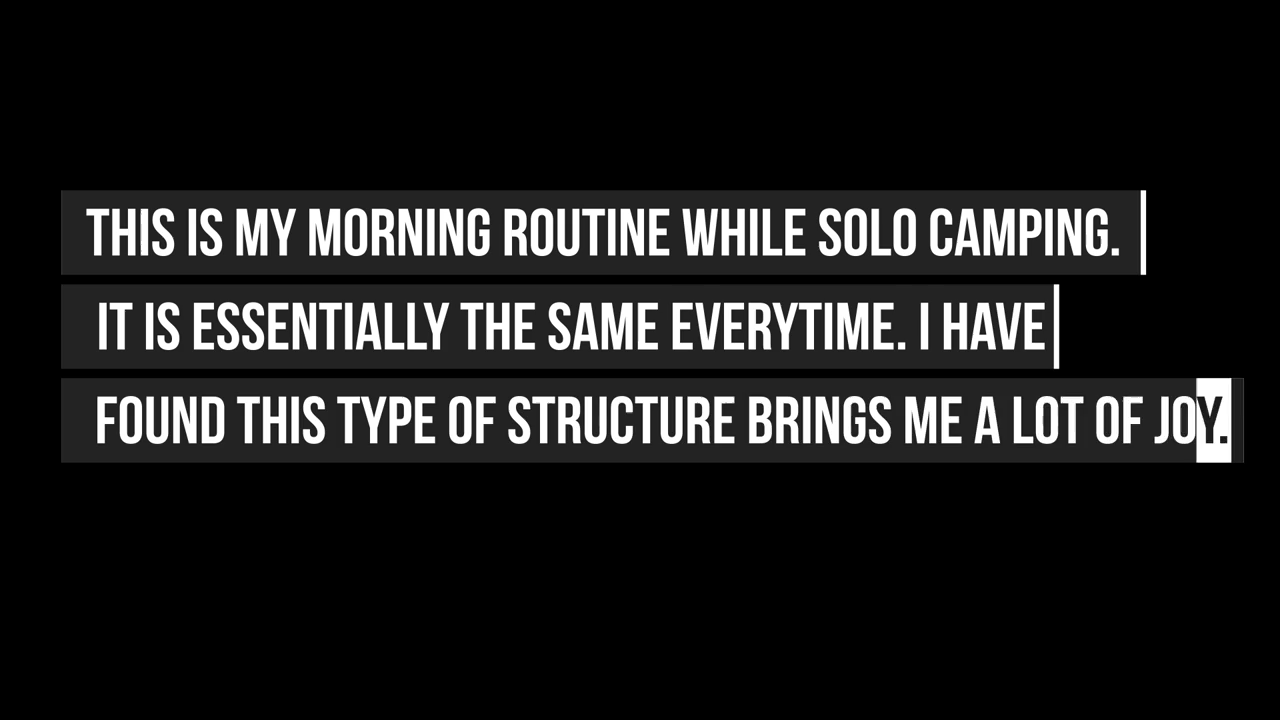 THIS IS MY MORNING ROUTINE WHILE SOLO CAMPING.
IT IS ESSENTIALLY THE SAME EVERYTIME. I HAVE
FOUND THIS TYPE OF STRUCTURE BRINGS ME A LOT OF JOY.